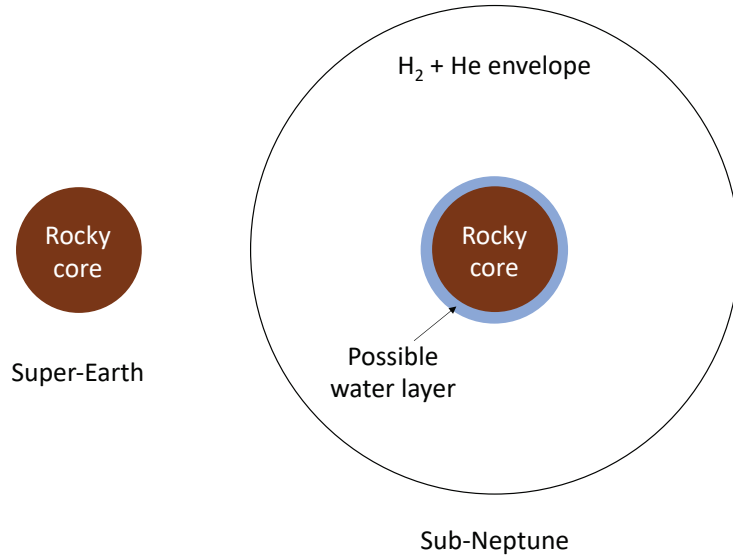 H₂ + He envelope
Rocky
core
Rocky
core
Possible
water layer
Super-Earth
Sub-Neptune